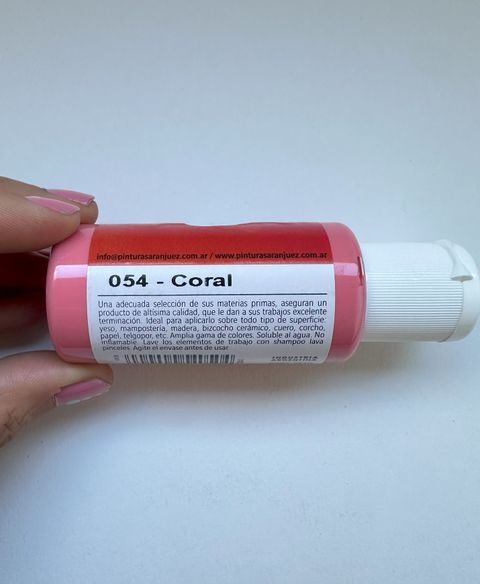 info@pinturasaranjuez.com.ar / www.pinturasaranjuez.com.ar
054 - Coral
Una adecuada selección de sus materias primas, aseguran un
producto de altísima calidad, que le dan a sus trabajos excelente
terminación. Ideal para aplicarlo sobre todo tipo de superficie:
yeso, mampostería, madera, bizcocho cerámico, cuero, corcho,
papel, telgopor, etc. Amplia gama de colores. Soluble al agua. No
inflamable. Lave los elementos de trabajo con shampoo lava
pinceles. Agite el envase antes de usar.
INDUSTRIA